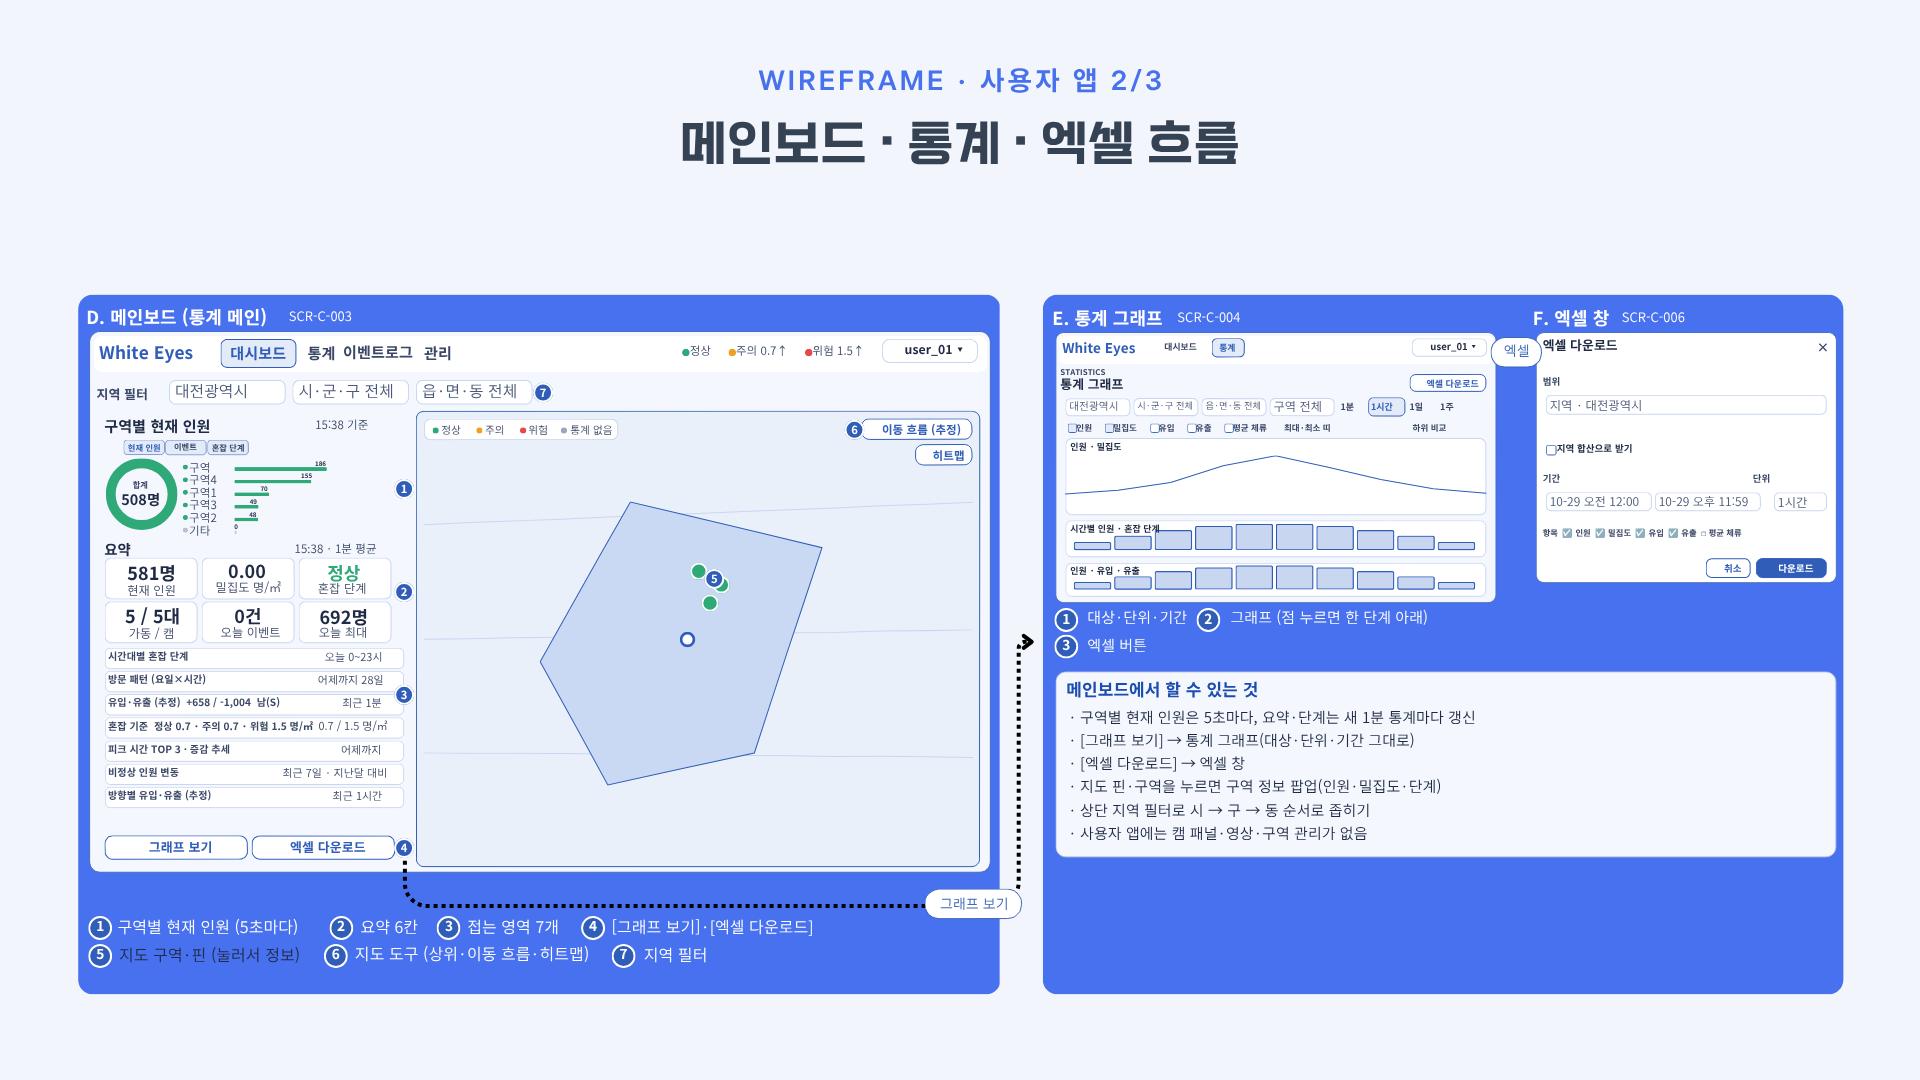 WIREFRAME · 사용자 앱 2/3
메인보드 · 통계 · 엑셀 흐름
D. 메인보드 (통계 메인) SCR-C-003
White Eyes 대시보드 통계 이벤트로그 관리 정상 주의 0.7↑ 위험 1.5↑ user_01 ▾
지역 필터 대전광역시 시·군·구 전체 읍·면·동 전체 7
구역별 현재 인원 15:38 기준
현재 인원 이벤트 혼잡 단계
합계
508명
구역 186
구역4 155
구역1 70
구역3 49
구역2 48
기타 0
1
요약 15:38 · 1분 평균
581명 0.00 정상
현재 인원 밀집도 명/㎡ 혼잡 단계
2
5 / 5대 0건 692명
가동 / 캠 오늘 이벤트 오늘 최대
시간대별 혼잡 단계 오늘 0~23시
방문 패턴 (요일×시간) 어제까지 28일
3
유입·유출 (추정) +658 / -1,004 남(S) 최근 1분
혼잡 기준 정상 0.7 · 주의 0.7 · 위험 1.5 명/㎡ 0.7 / 1.5 명/㎡
피크 시간 TOP 3 · 증감 추세 어제까지
비정상 인원 변동 최근 7일 · 지난달 대비
방향별 유입·유출 (추정) 최근 1시간
그래프 보기 엑셀 다운로드 4
정상 주의 위험 통계 없음
6 이동 흐름 (추정)
히트맵
5
그래프 보기
1 구역별 현재 인원 (5초마다) 2 요약 6칸 3 접는 영역 7개 4 [그래프 보기]·[엑셀 다운로드]
5 지도 구역·핀 (눌러서 정보) 6 지도 도구 (상위·이동 흐름·히트맵) 7 지역 필터
E. 통계 그래프 SCR-C-004
White Eyes 대시보드 통계 user_01 ▾
엑셀
STATISTICS
통계 그래프 엑셀 다운로드
대전광역시 시·군·구 전체 읍·면·동 전체 구역 전체 1분 1시간 1일 1주
인원 밀집도 인원 유출 평균 체류 최대·최소 띠 하위 비교
인원 · 밀집도
시간별 인원 · 혼잡 단계
인원 · 유입 · 유출
1 대상·단위·기간 2 그래프 (점 누르면 한 단계 아래)
3 엑셀 버튼
F. 엑셀 창 SCR-C-006
엑셀 다운로드 ×
범위
지역 · 대전광역시
지역 합산으로 받기
기간 단위
10-29 오전 12:00 10-29 오후 11:59 1시간
항목 ☑ 인원 ☑ 밀집도 ☑ 유입 ☑ 유출 □ 평균 체류
취소 다운로드
메인보드에서 할 수 있는 것
· 구역별 현재 인원은 5초마다, 요약·단계는 새 1분 통계마다 갱신
· [그래프 보기] → 통계 그래프(대상·단위·기간 그대로)
· [엑셀 다운로드] → 엑셀 창
· 지도 핀·구역을 누르면 구역 정보 팝업(인원·밀집도·단계)
· 상단 지역 필터로 시 → 구 → 동 순서로 좁히기
· 사용자 앱에는 캠 패널·영상·구역 관리가 없음